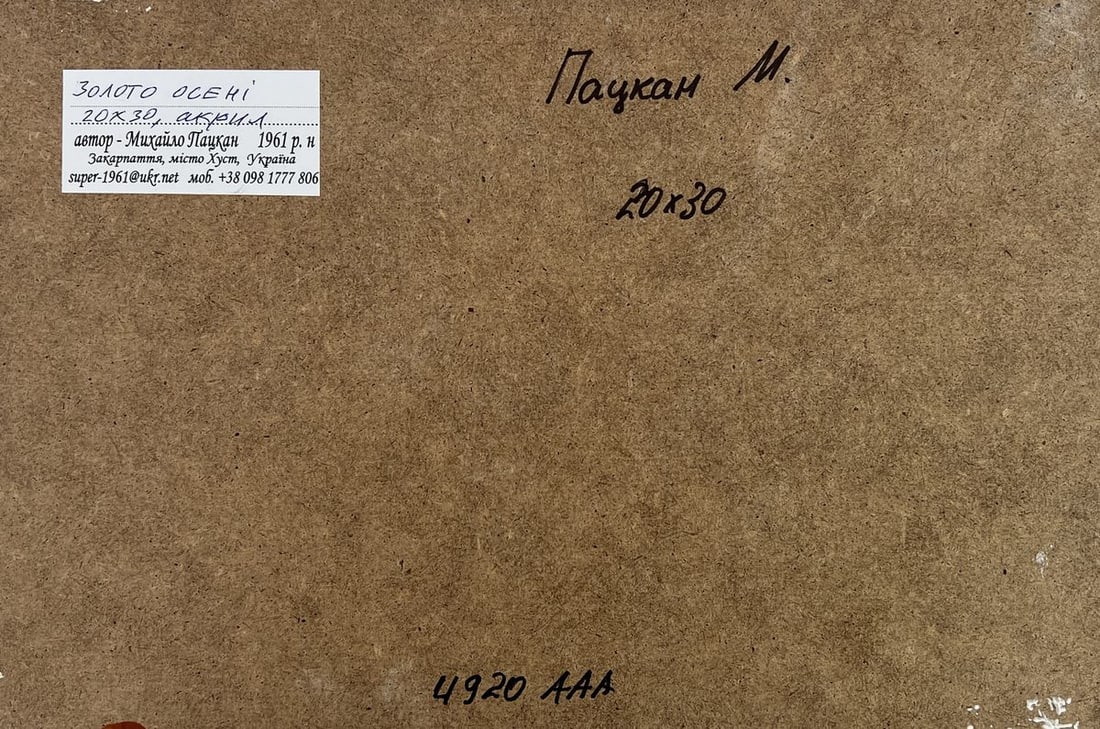 Золото осені
20х30, акрил
автор - Михайло Пацкан 1961 р. н
Закарпаття, місто Хуст, Україна
super-1961@ukr.net моб. +38 098 1777 806
Пацкан М.
20х30
4920 ААА